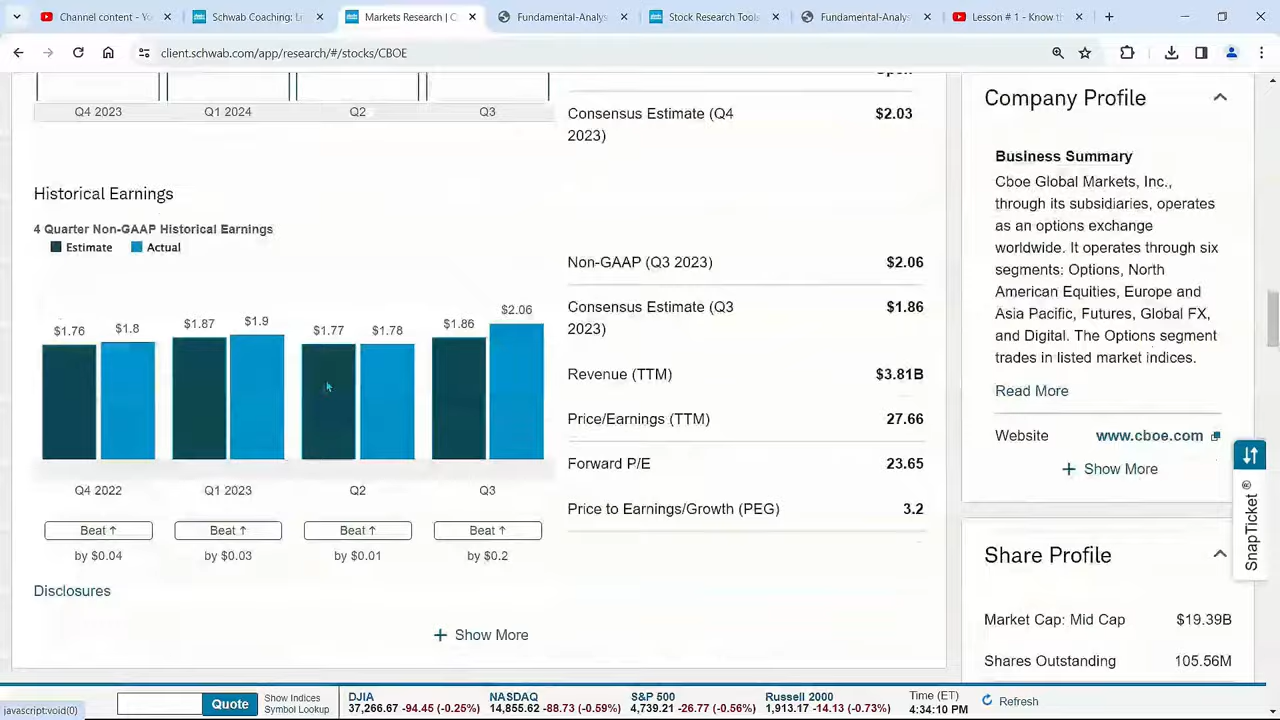 Channel content - Y
Schwab Coaching: L
Markets Research | C
Fundamental-Analys
Stock Research Tools
Fundamental-Analys
Lesson # 1 - Know th
client.schwab.com/app/research/#/stocks/CBOE
Q4 2023
Q1 2024
Q2
Q3
Open
Consensus Estimate (Q4 2023)
$2.03
Historical Earnings
4 Quarter Non-GAAP Historical Earnings
Estimate
Actual
$1.76
$1.8
$1.87
$1.9
$1.77
$1.78
$1.86
$2.06
Q4 2022
Q1 2023
Q2
Q3
Beat ↑
Beat ↑
Beat ↑
Beat ↑
by $0.04
by $0.03
by $0.01
by $0.2
Disclosures
+ Show More
Non-GAAP (Q3 2023)
$2.06
Consensus Estimate (Q3
2023)
$1.86
Revenue (TTM)
$3.81B
Price/Earnings (TTM)
27.66
Forward P/E
23.65
Price to Earnings/Growth (PEG)
3.2
Company Profile
Business Summary
Cboe Global Markets, Inc.,
through its subsidiaries, operates
as an options exchange
worldwide. It operates through six
segments: Options, North
American Equities, Europe and
Asia Pacific, Futures, Global FX,
and Digital. The Options segment
trades in listed market indices.
Read More
Website
www.cboe.com
+ Show More
SnapTicket®
Share Profile
Market Cap: Mid Cap
$19.39B
Shares Outstanding
105.56M
javascript:void(0)
Quote
Show Indices
Symbol Lookup
DJIA
37,266.67 -94.45 (-0.25%)
NASDAQ
14,855.62 -88.73 (-0.59%)
S&P 500
4,739.21 -26.77 (-0.56%)
Russell 2000
1,913.17 -14.13 (-0.73%)
Time (ET)
4:34:10 PM
Refresh